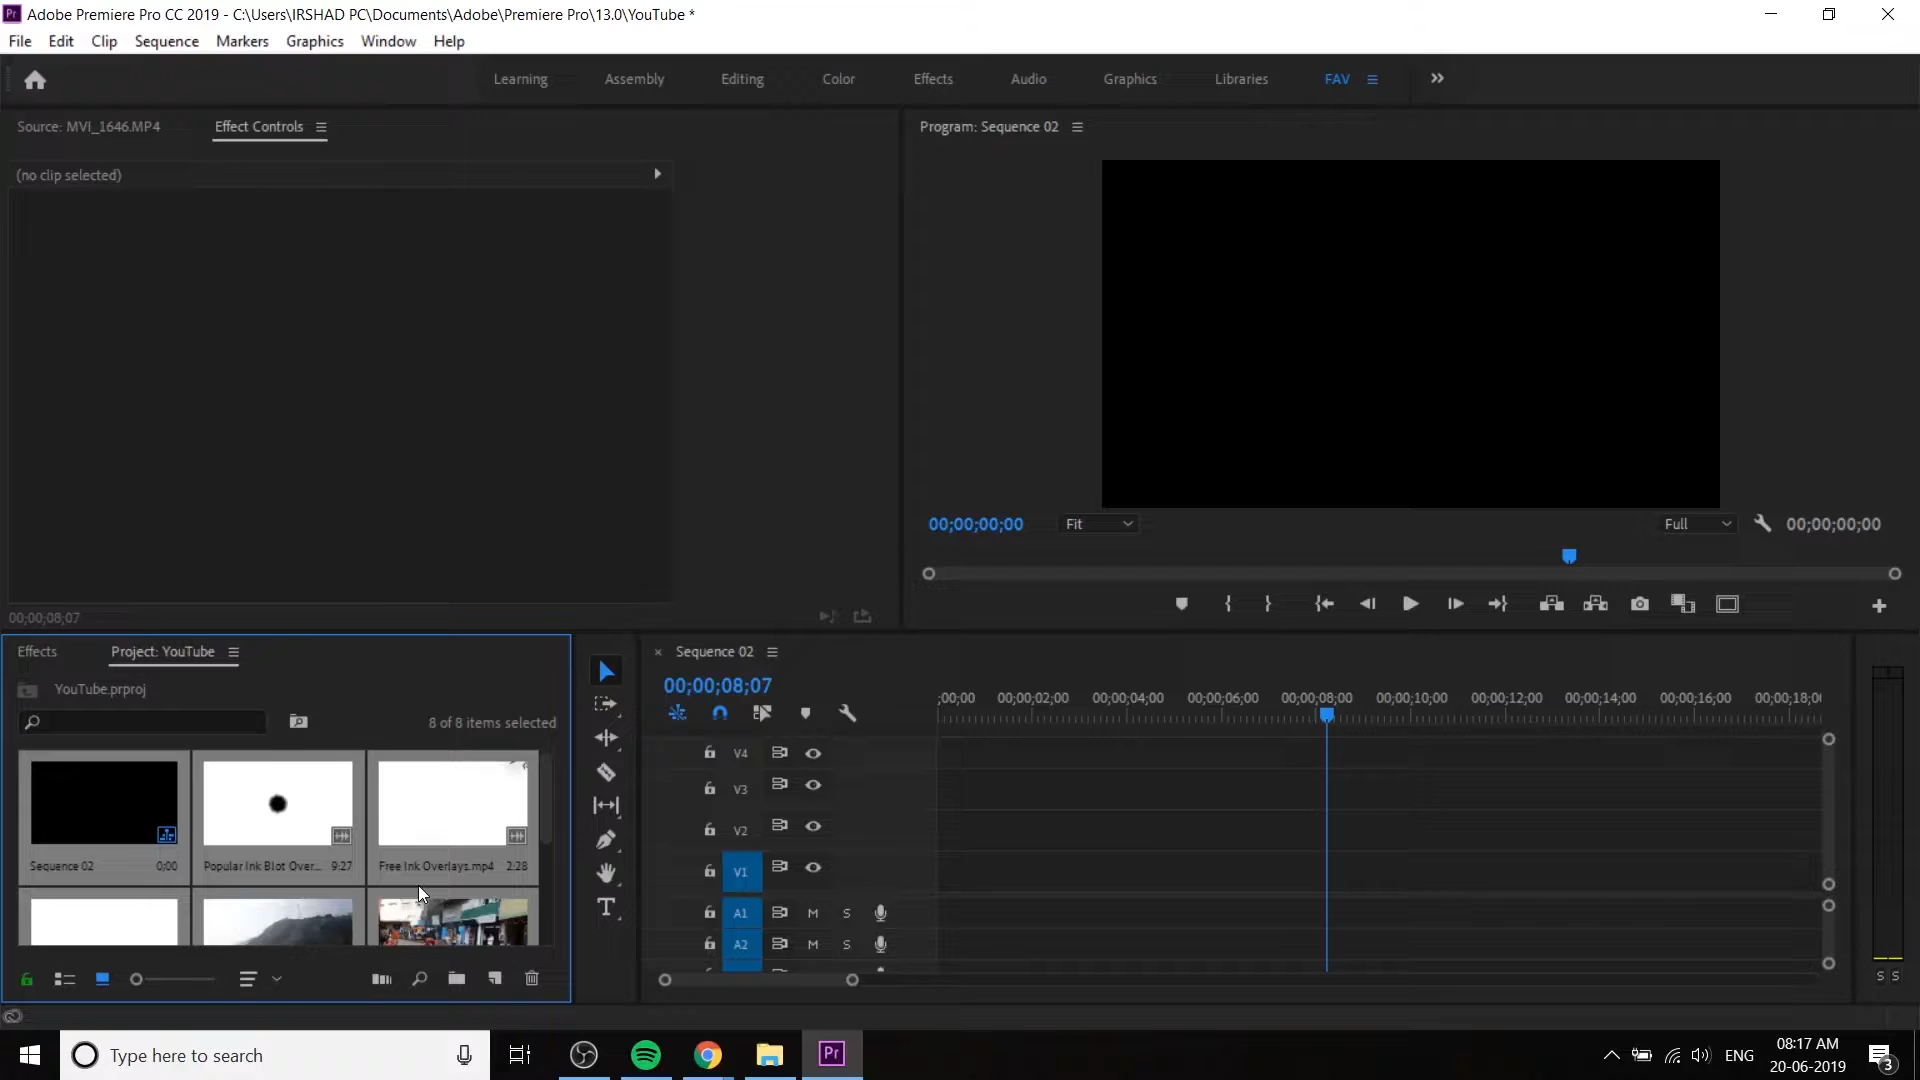 Adobe Premiere Pro CC 2019 - C:\Users\IRSHAD PC\Documents\Adobe\Premiere Pro\13.0\YouTube *
File Edit Clip Sequence Markers Graphics Window Help
Learning Assembly Editing Color Effects Audio Graphics Libraries FAV
Source: MVI_1646.MP4 Effect Controls
Program: Sequence 02
(no clip selected)
00;00;00;00 Fit Full 00;00;00;00
00;00;08;07
Effects Project: YouTube
YouTube.prproj
8 of 8 items selected
Sequence 02 0;00
Popular Ink Blot Over... 9:27
Free Ink Overlays.mp4 2:28
Sequence 02
00;00;08;07
;00;00 00;00;02;00 00;00;04;00 00;00;06;00 00;00;08;00 00;00;10;00 00;00;12;00 00;00;14;00 00;00;16;00 00;00;18;0
V4
V3
V2
V1
A1 M S
A2 M S
S S
Type here to search
Pr
ENG
08:17 AM
20-06-2019
3